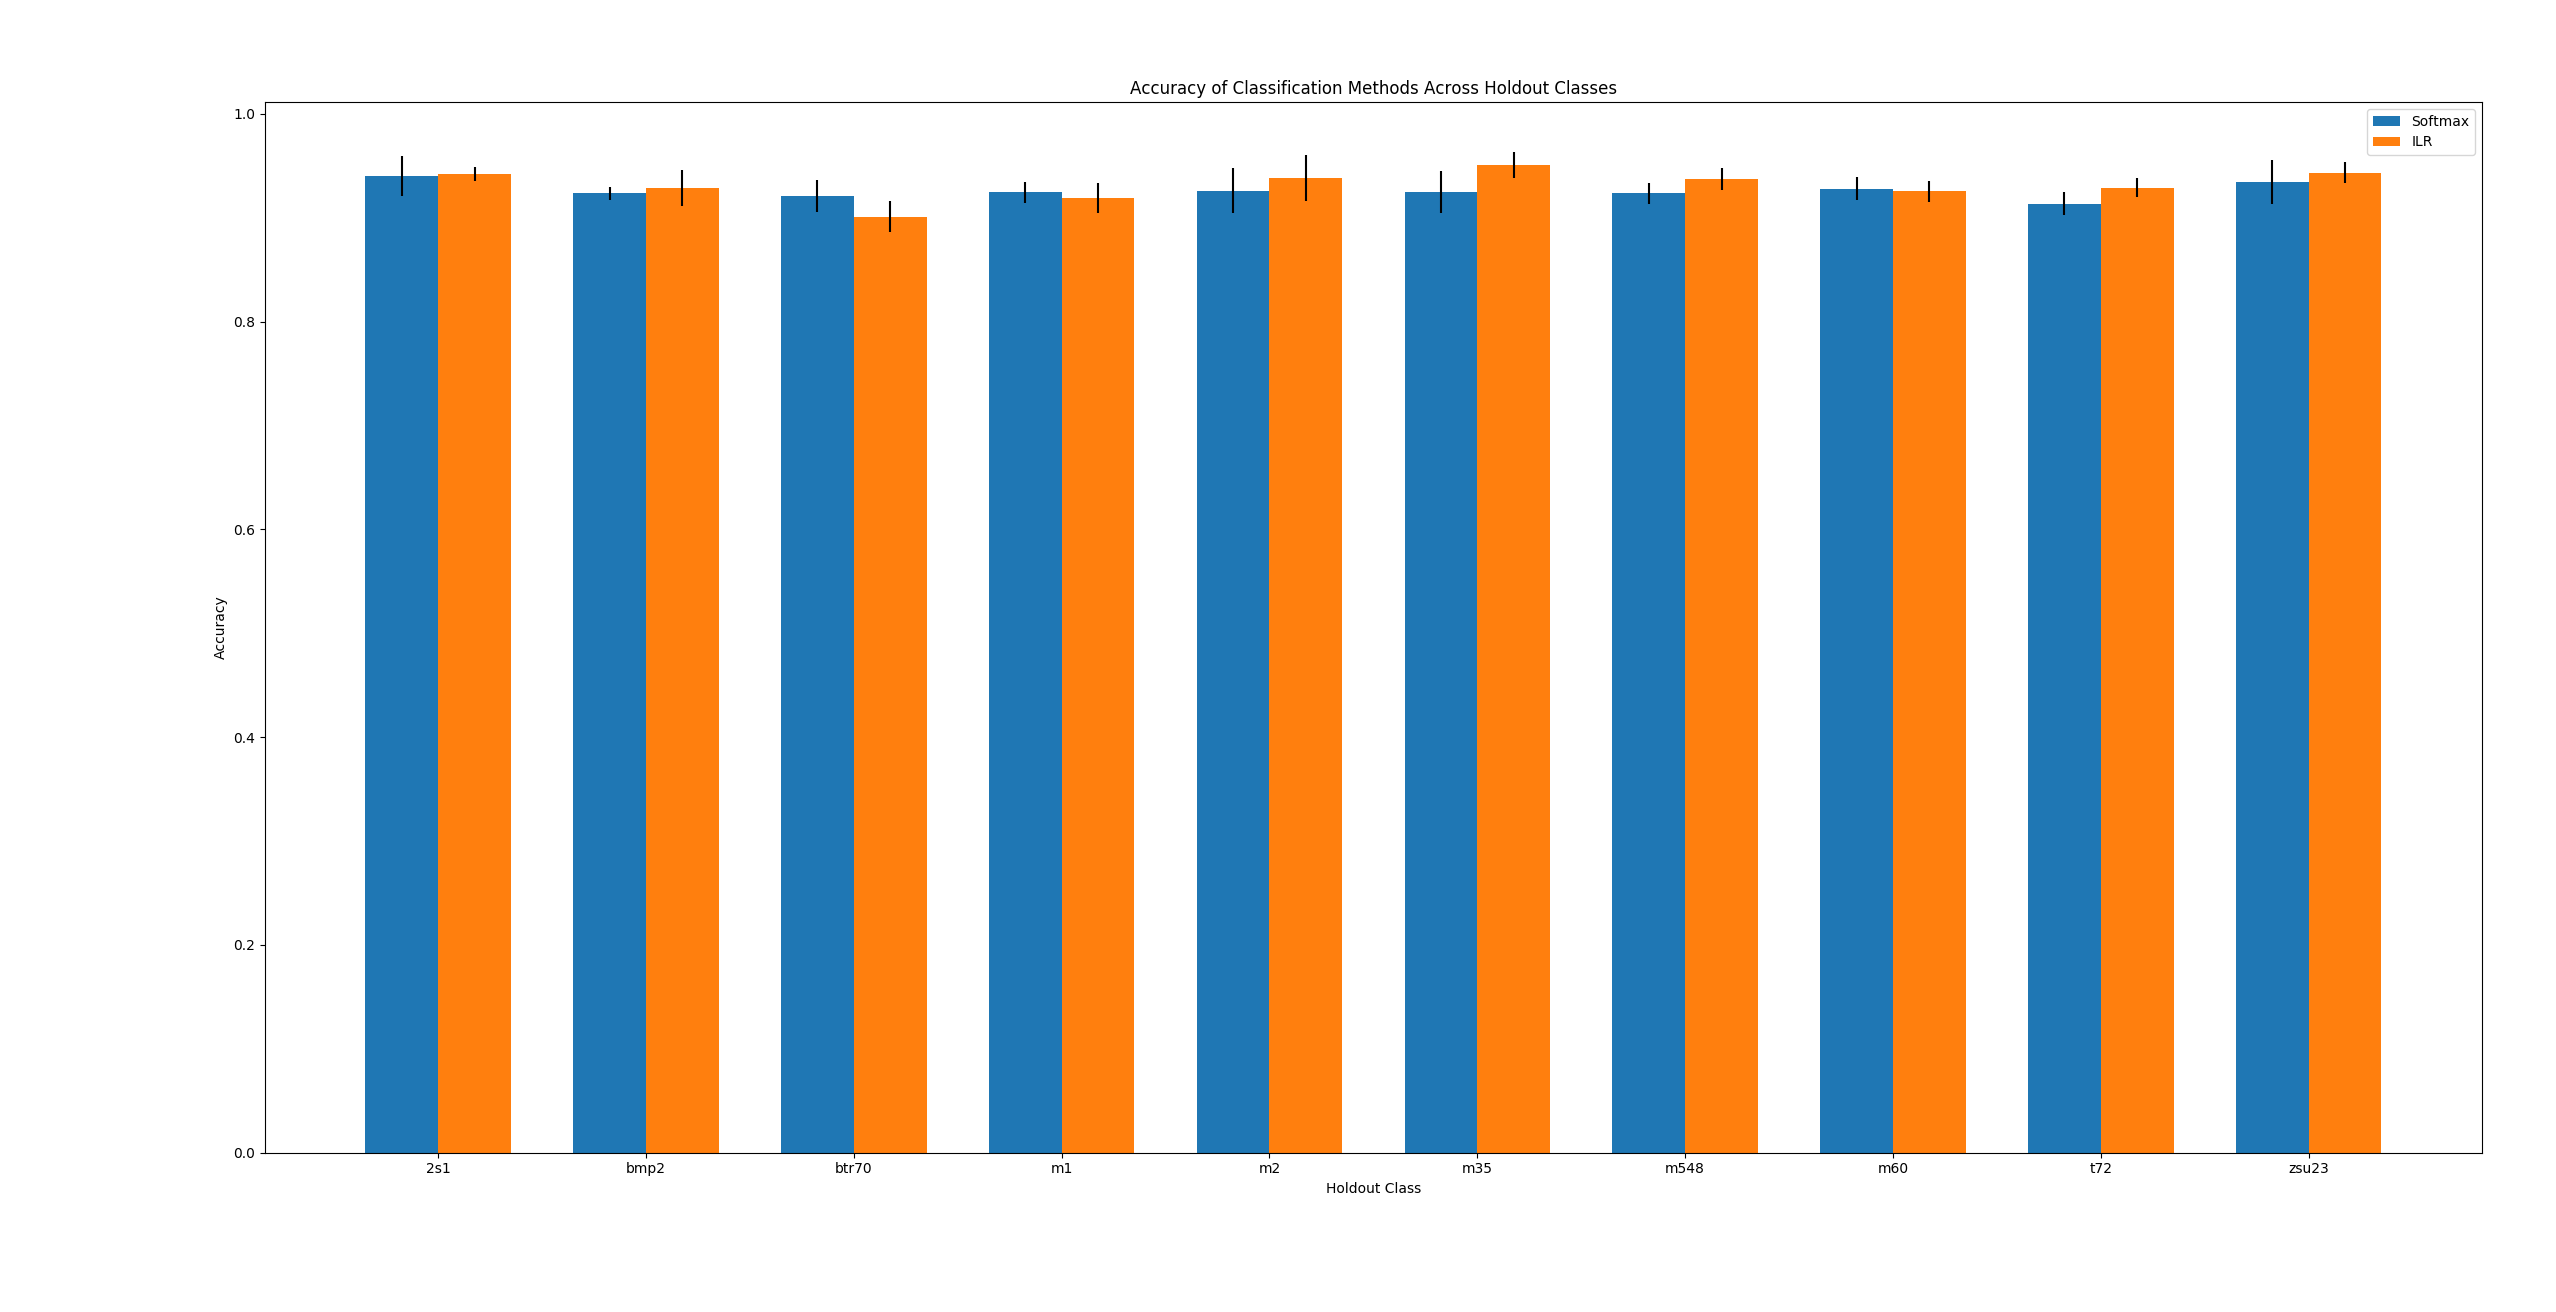 Accuracy of Classification Methods Across Holdout Classes
Softmax
ILR
1.0
0.8
0.6
0.4
0.2
0.0
Accuracy
2s1 bmp2 btr70 m1 m2 m35 m548 m60 t72 zsu23
Holdout Class